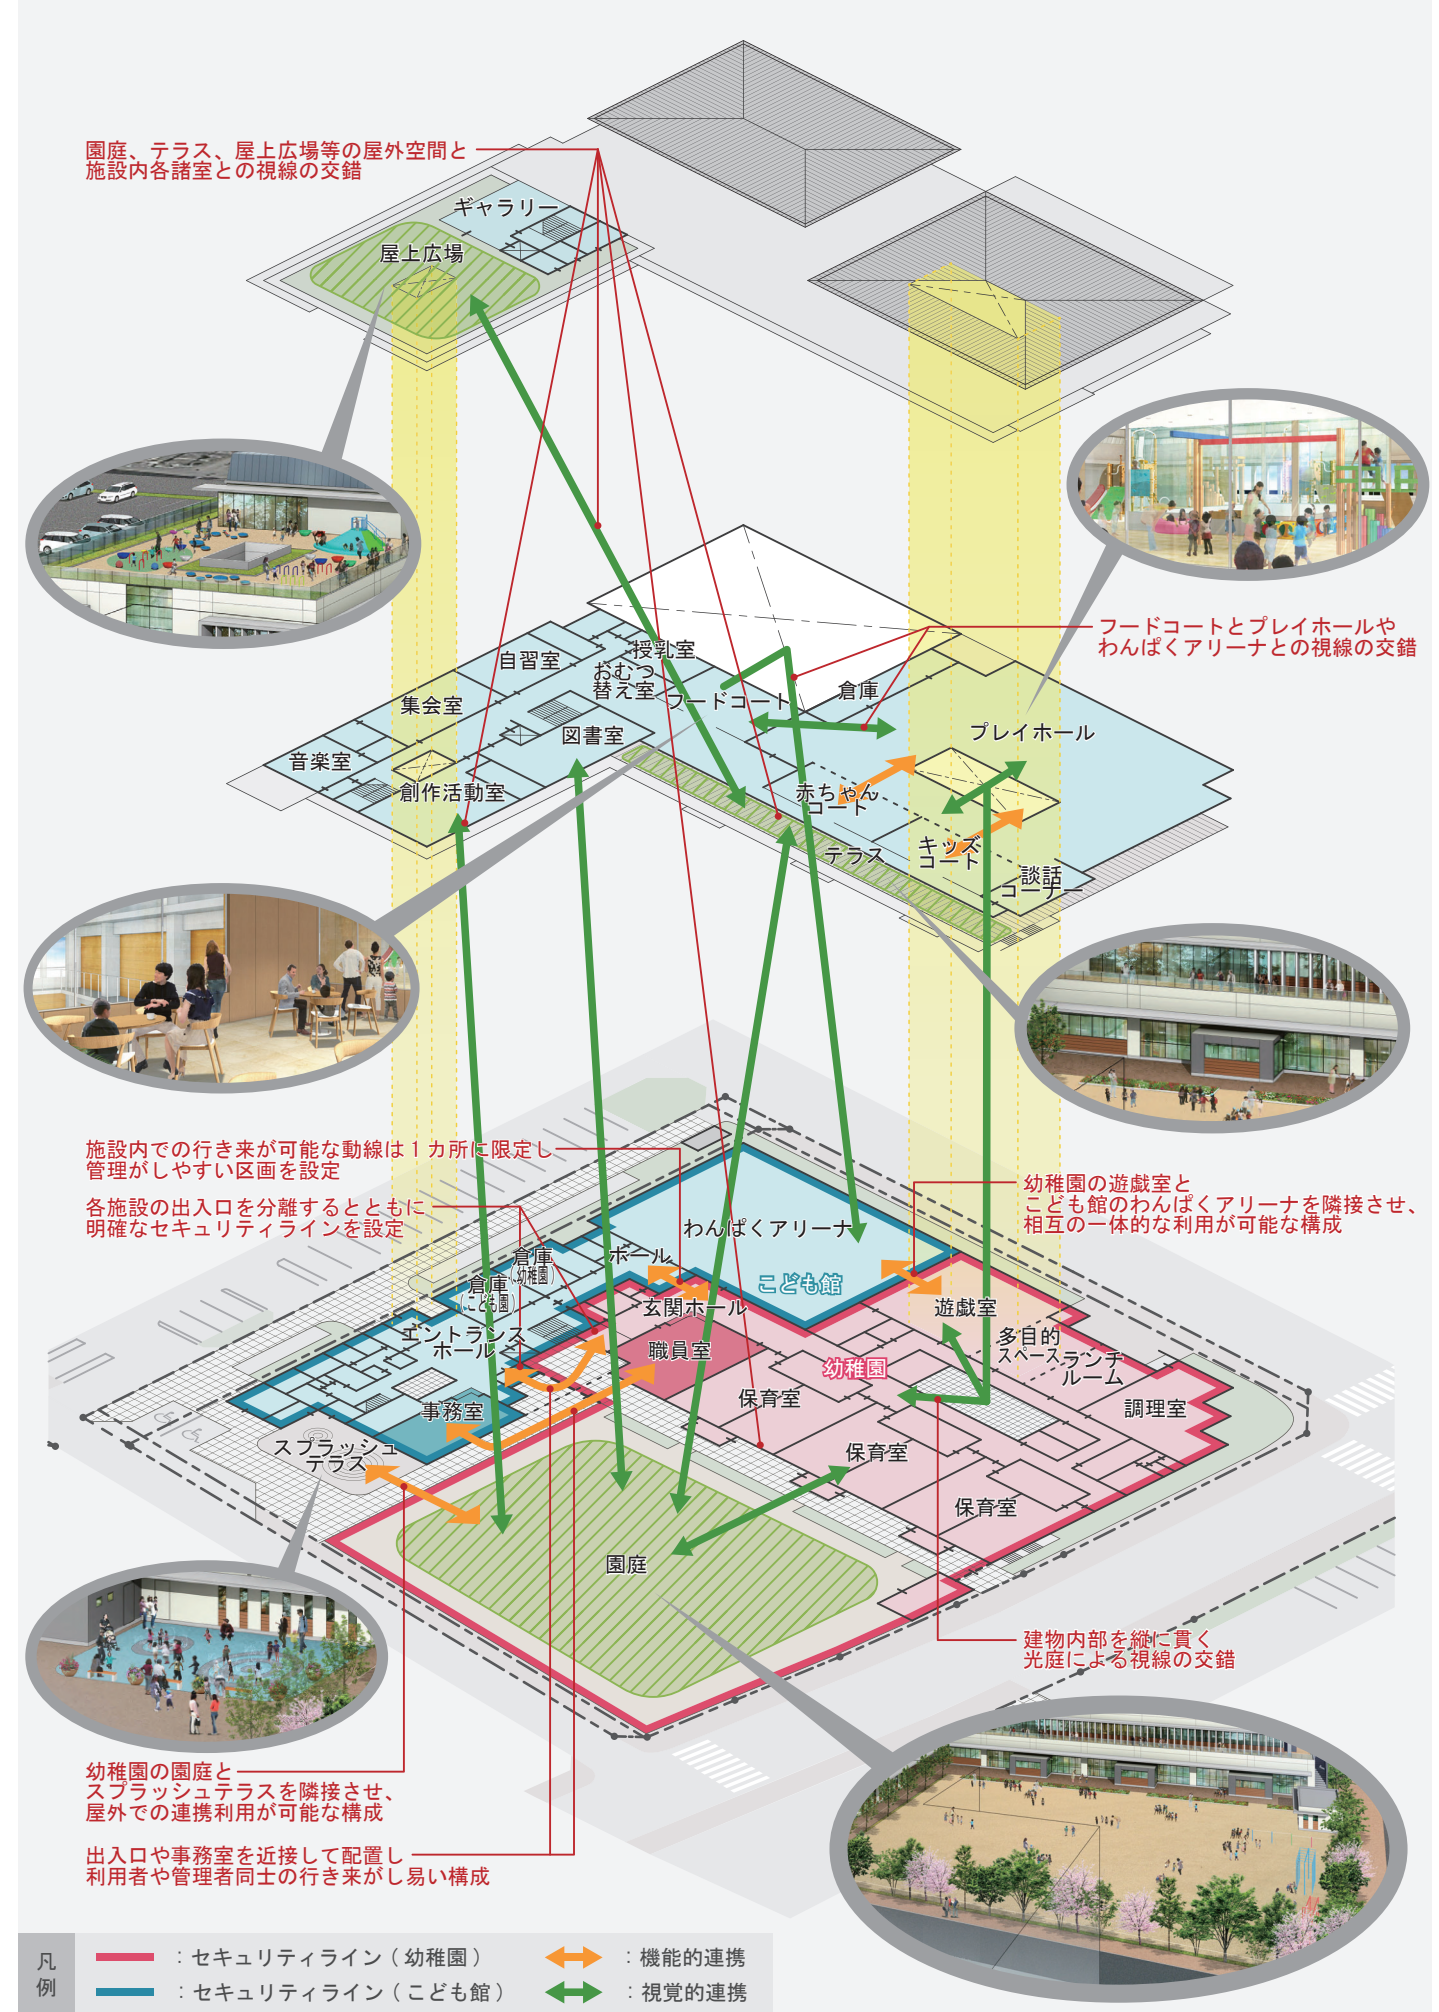 園庭、テラス、屋上広場等の屋外空間と
施設内各諸室との視線の交錯
ギャラリー
屋上広場
フードコートとプレイホールや
わんぱくアリーナとの視線の交錯
授乳室
おむつ
替え室
自習室
フードコート
倉庫
集会室
図書室
プレイホール
音楽室
創作活動室
赤ちゃん
コート
テラス
キッズ
コート
談話
コーナー
施設内での行き来が可能な動線は１カ所に限定し
管理がしやすい区画を設定
各施設の出入口を分離するとともに
明確なセキュリティラインを設定
幼稚園の遊戯室と
こども館のわんぱくアリーナを隣接させ、
相互の一体的な利用が可能な構成
わんぱくアリーナ
ホール
倉庫
（幼稚園）
倉庫
（こども園）
こども館
玄関ホール
遊戯室
エントランス
ホール
職員室
多目的
スペース
ランチ
ルーム
幼稚園
保育室
調理室
事務室
スプラッシュ
テラス
保育室
保育室
園庭
建物内部を縦に貫く
光庭による視線の交錯
幼稚園の園庭と
スプラッシュテラスを隣接させ、
屋外での連携利用が可能な構成
出入口や事務室を近接して配置し
利用者や管理者同士の行き来がし易い構成
凡例
：セキュリティライン（幼稚園）
：機能的連携
：セキュリティライン（こども館）
：視覚的連携